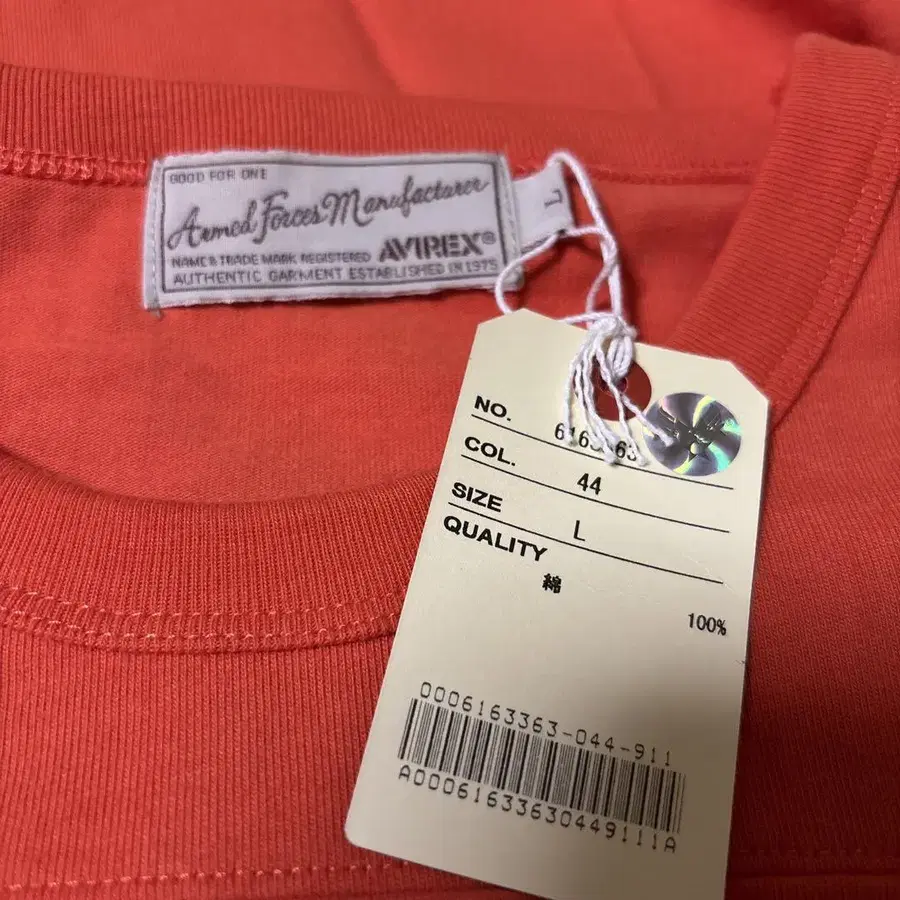 GOOD FOR ONE
Armed Forces Manufacturer
NAME & TRADE MARK REGISTERED AVIREX®
AUTHENTIC GARMENT ESTABLISHED IN 1975
L
NO.
COL. 44
SIZE L
QUALITY
綿
100%
0006163363-044-911
A00061633630449111A